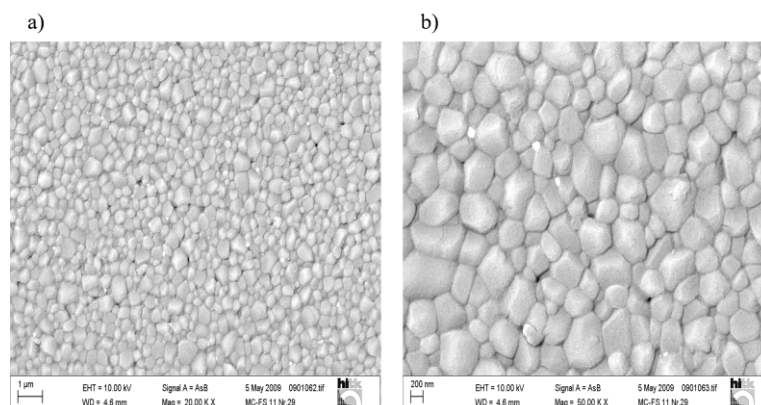 a)
b)
1 µm
EHT = 10.00 kV
Signal A = AsB
5 May 2009 0901062.tif
WD = 4.6 mm
Mag = 20.00 K X
MC-FS 11 Nr.29
hitk
200 nm
EHT = 10.00 kV
Signal A = AsB
5 May 2009 0901063.tif
WD = 4.6 mm
Mag = 50.00 K X
MC-FS 11 Nr.29
hitk